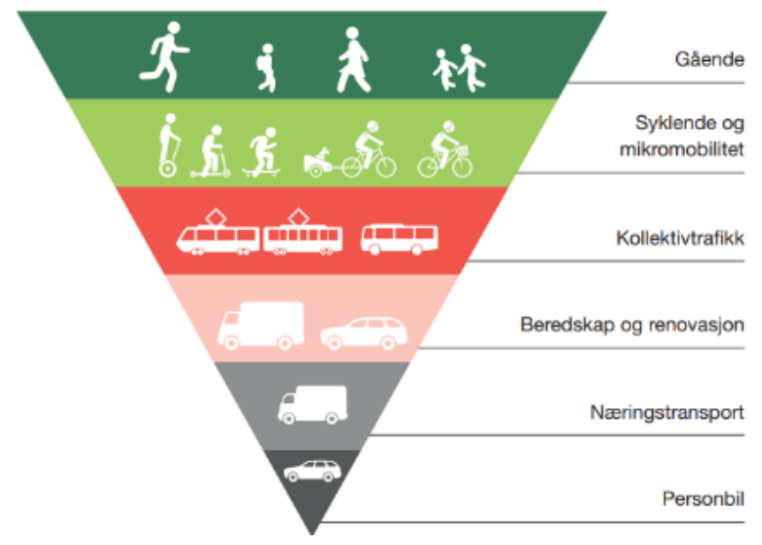 Gående
Syklende og
mikromobilitet
Kollektivtrafikk
Beredskap og renovasjon
Næringstransport
Personbil